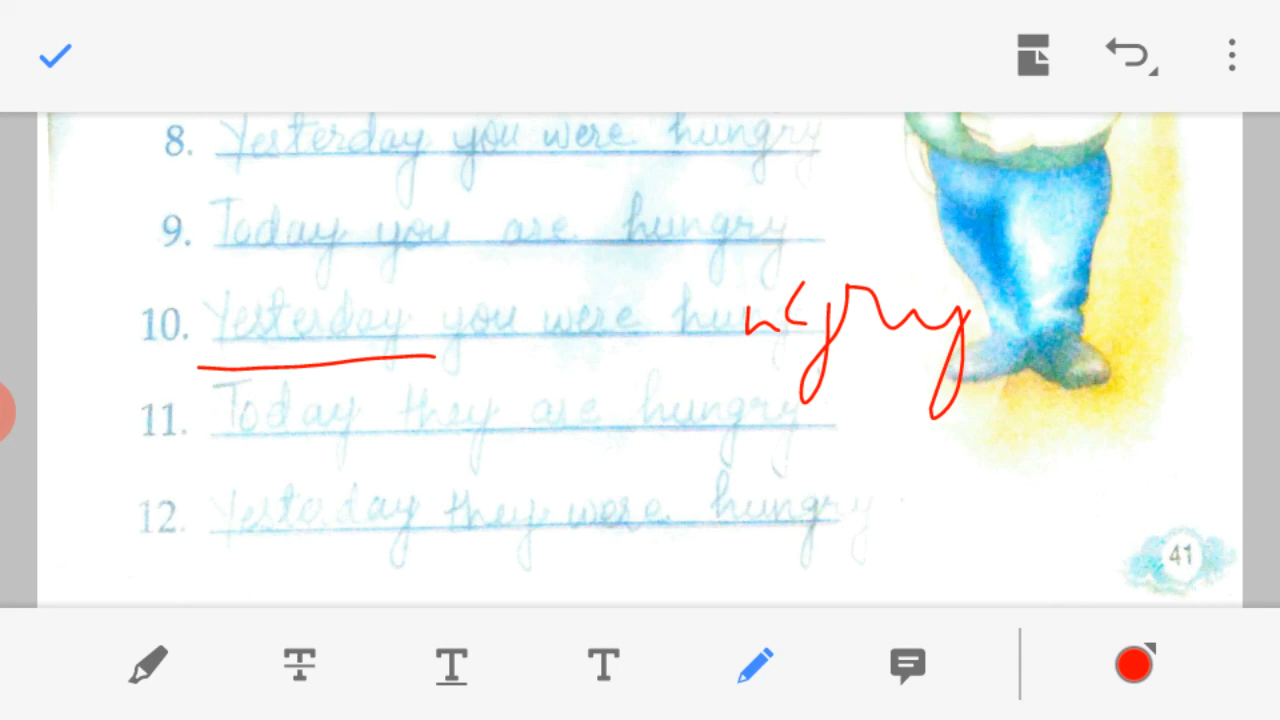 8. Yesterday you were hungry
9. Today you are hungry
10. Yesterday you were hungry
11. Today they are hungry
12. Yesteday they were hungry
41